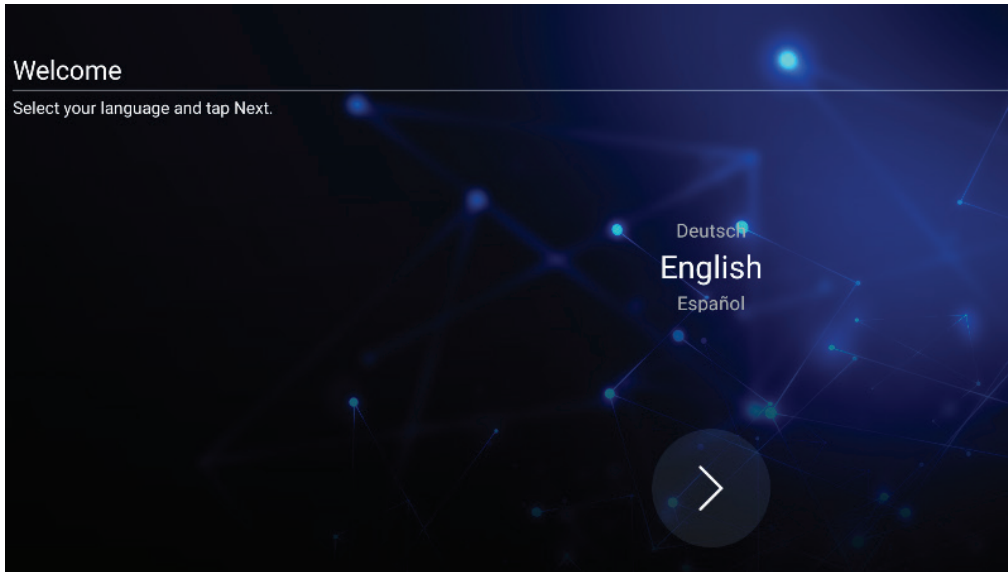 Welcome
Select your language and tap Next.
Deutsch
English
Español